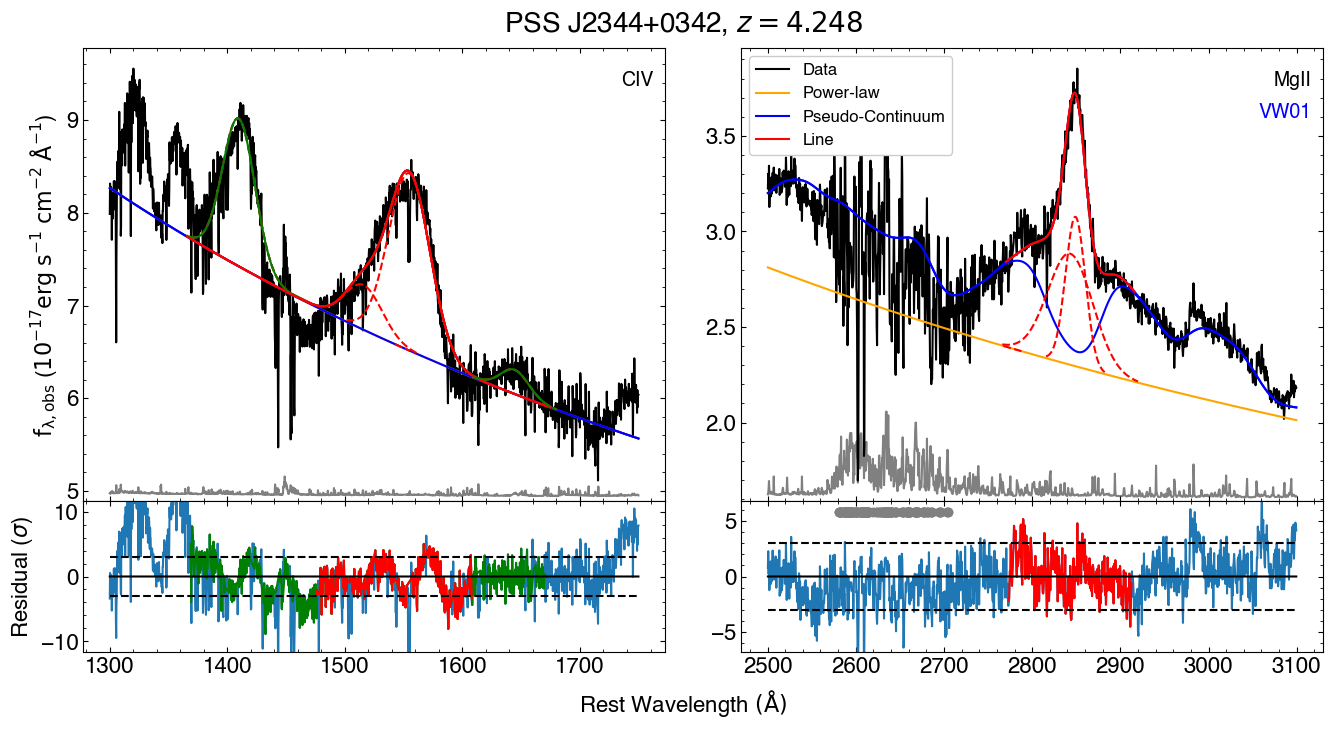 PSS J2344+0342, z = 4.248
CIV
f_λ, obs (10⁻¹⁷erg s⁻¹ cm⁻² Å⁻¹)
9
8
7
6
5
Data
Power-law
Pseudo-Continuum
Line
MgII
VW01
3.5
3.0
2.5
2.0
Residual (σ)
10
0
−10
5
0
−5
1300 1400 1500 1600 1700
2500 2600 2700 2800 2900 3000 3100
Rest Wavelength (Å)